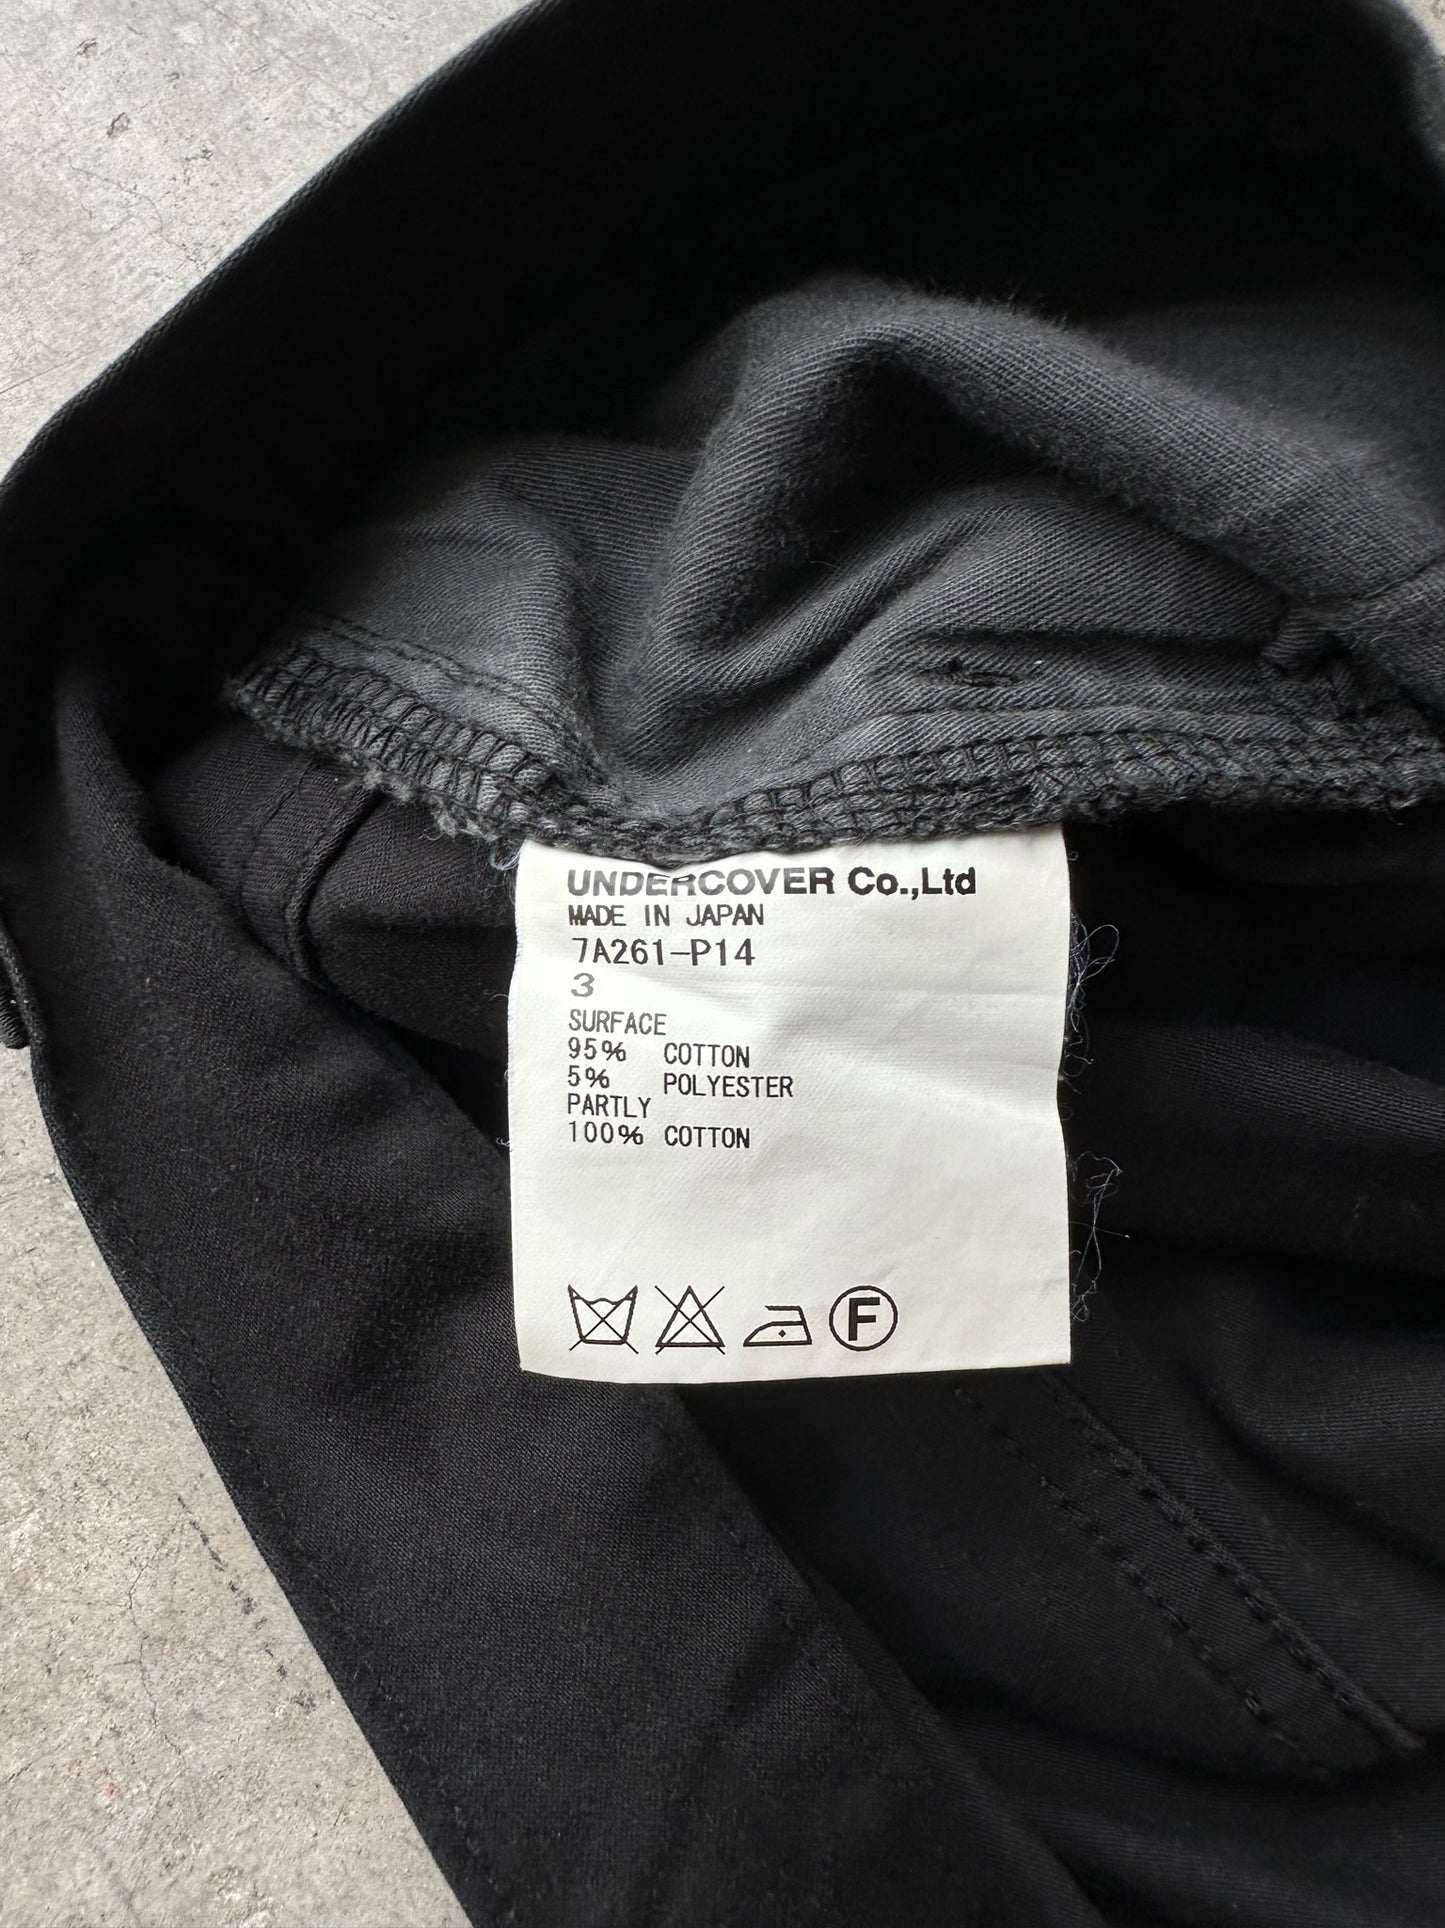 UNDERCOVER Co.,Ltd
MADE IN JAPAN
7A261-P14
3
SURFACE
95% COTTON
5% POLYESTER
PARTLY
100% COTTON
F